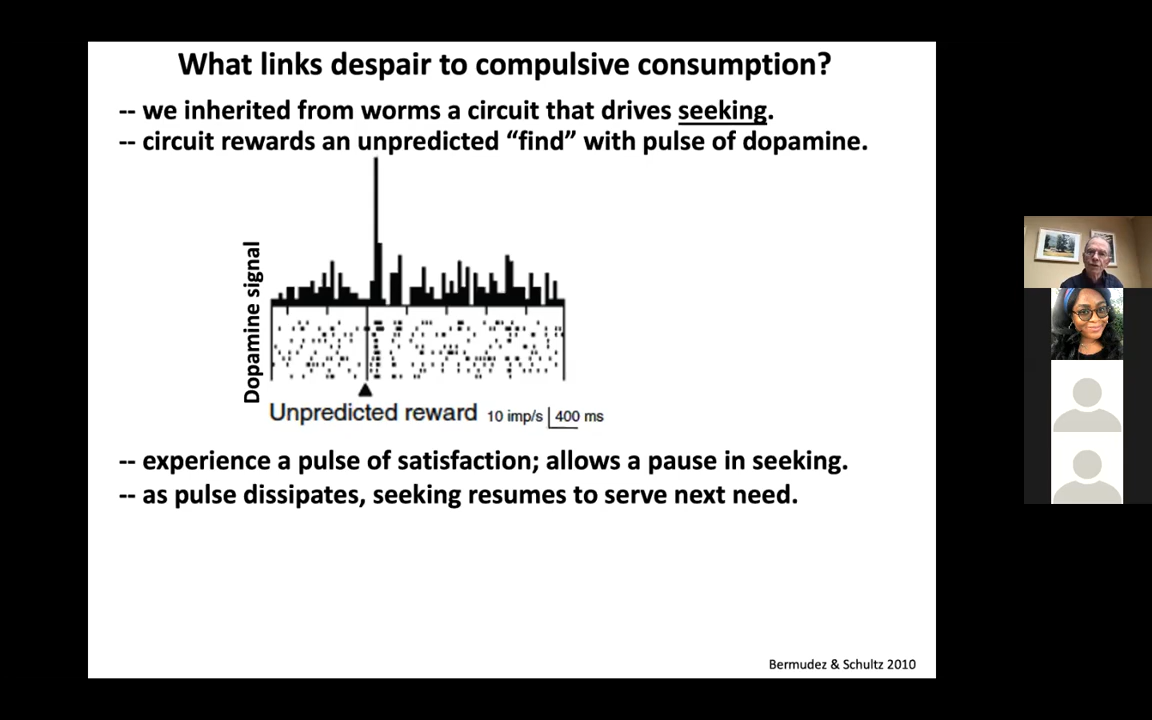 What links despair to compulsive consumption?
-- we inherited from worms a circuit that drives seeking.
-- circuit rewards an unpredicted “find” with pulse of dopamine.
Dopamine signal
Unpredicted reward 10 imp/s 400 ms
-- experience a pulse of satisfaction; allows a pause in seeking.
-- as pulse dissipates, seeking resumes to serve next need.
Bermudez & Schultz 2010